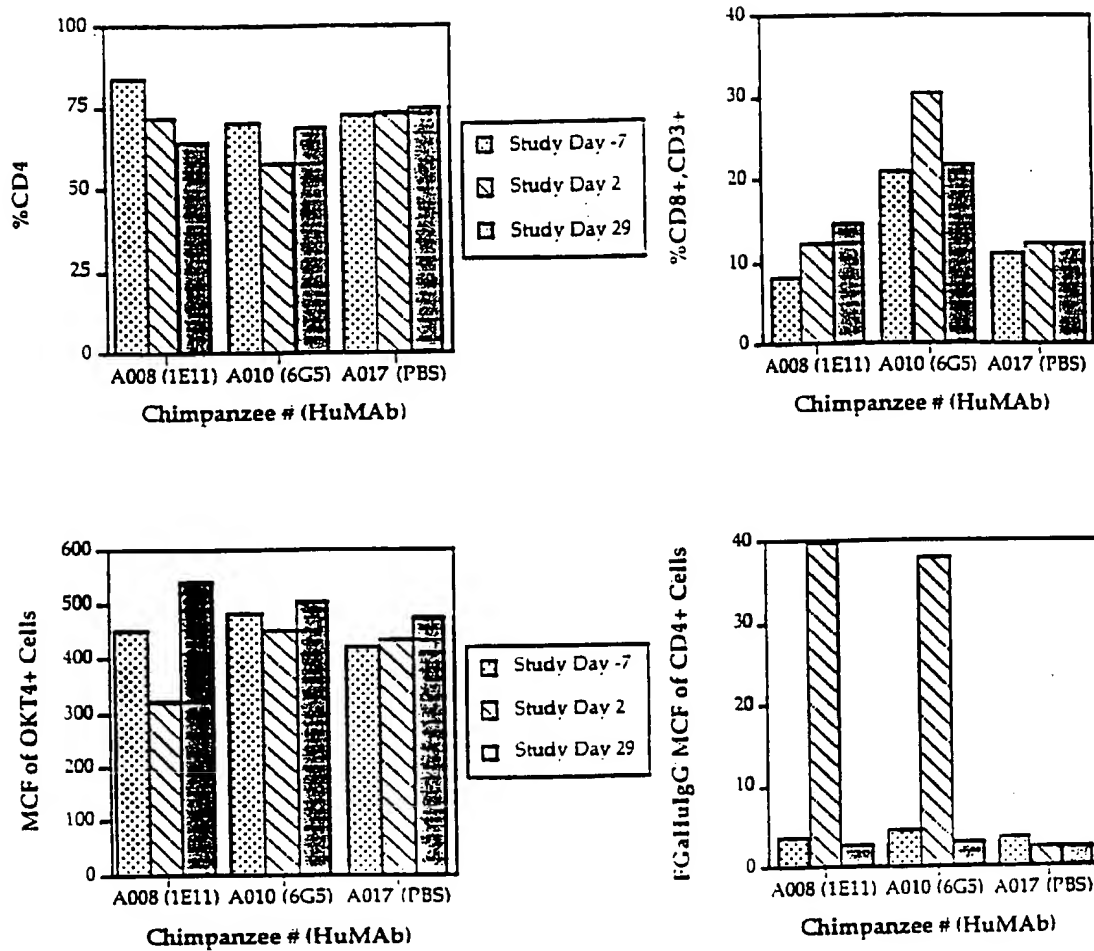 %CD4
100
75
50
25
0
A008 (1E11) A010 (6G5) A017 (PBS)
Chimpanzee # (HuMAb)
Study Day -7
Study Day 2
Study Day 29
%CD8+,CD3+
40
30
20
10
0
A008 (1E11) A010 (6G5) A017 (PBS)
Chimpanzee # (HuMAb)
MCF of OKT4+ Cells
600
500
400
300
200
100
0
A008 (1E11) A010 (6G5) A017 (PBS)
Chimpanzee # (HuMAb)
Study Day -7
Study Day 2
Study Day 29
FGaHuIgG MCF of CD4+ Cells
40
30
20
10
0
A008 (1E11) A010 (6G5) A017 (PBS)
Chimpanzee # (HuMAb)